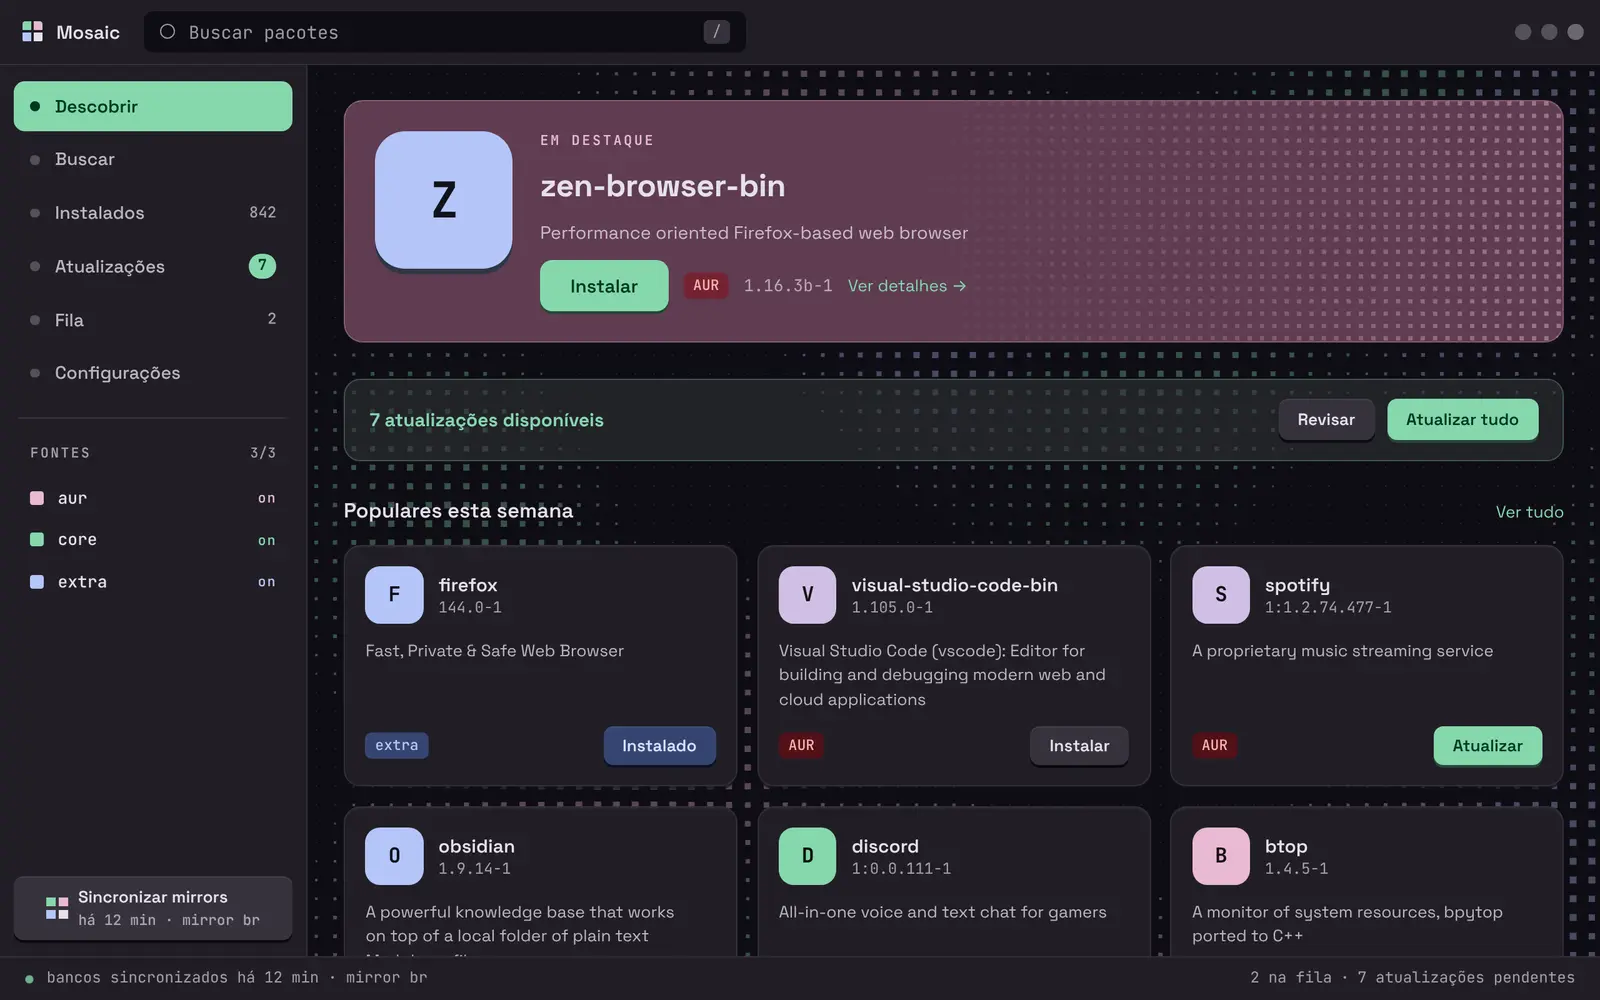 Mosaic
Buscar pacotes
/
Descobrir
Buscar
Instalados 842
Atualizações 7
Fila 2
Configurações
FONTES 3/3
aur on
core on
extra on
Sincronizar mirrors
há 12 min · mirror br
Z
EM DESTAQUE
zen-browser-bin
Performance oriented Firefox-based web browser
Instalar AUR 1.16.3b-1 Ver detalhes →
7 atualizações disponíveis
Revisar
Atualizar tudo
Populares esta semana
Ver tudo
F
firefox
144.0-1
Fast, Private & Safe Web Browser
extra
Instalado
V
visual-studio-code-bin
1.105.0-1
Visual Studio Code (vscode): Editor for
building and debugging modern web and
cloud applications
AUR
Instalar
S
spotify
1:1.2.74.477-1
A proprietary music streaming service
AUR
Atualizar
O
obsidian
1.9.14-1
A powerful knowledge base that works
on top of a local folder of plain text
D
discord
1:0.0.111-1
All-in-one voice and text chat for gamers
B
btop
1.4.5-1
A monitor of system resources, bpytop
ported to C++
bancos sincronizados há 12 min · mirror br
2 na fila · 7 atualizações pendentes